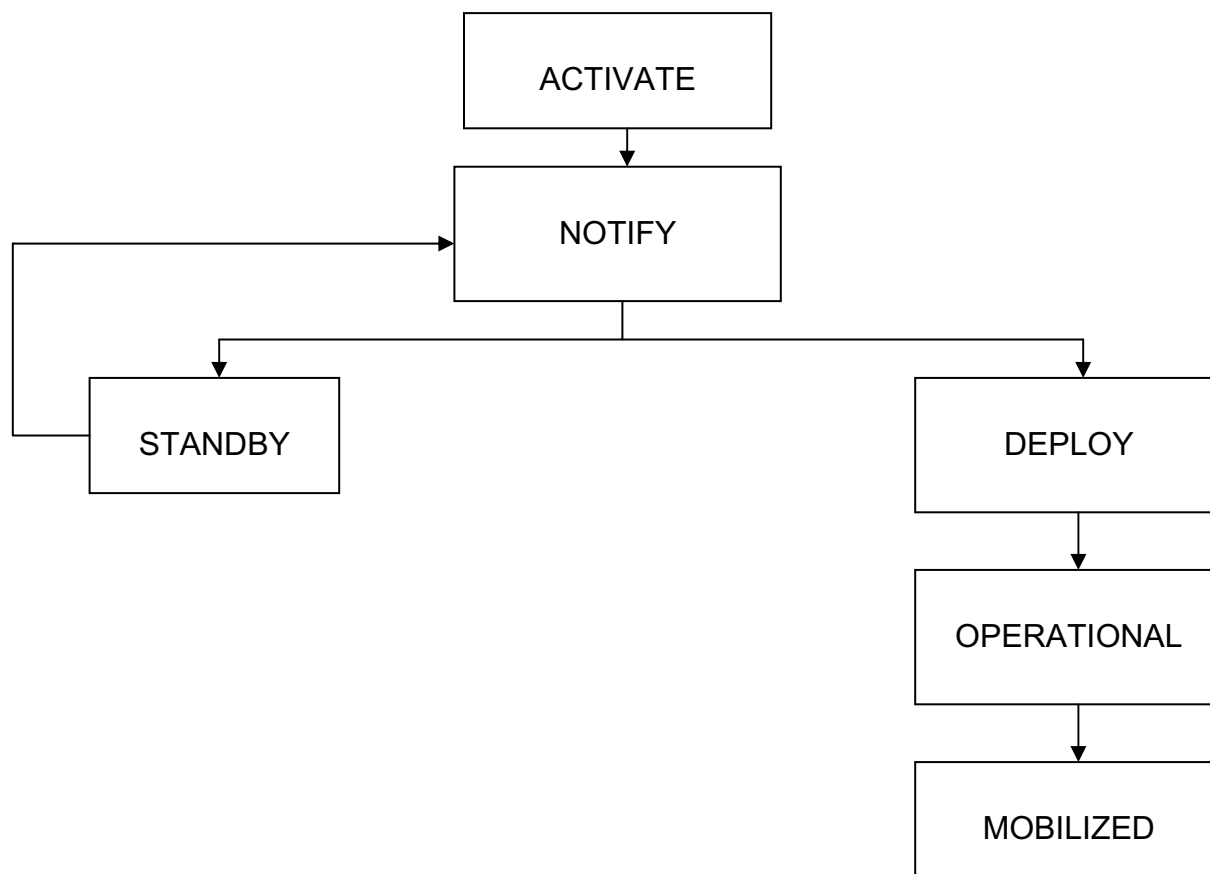 ACTIVATE
NOTIFY
STANDBY
DEPLOY
OPERATIONAL
MOBILIZED